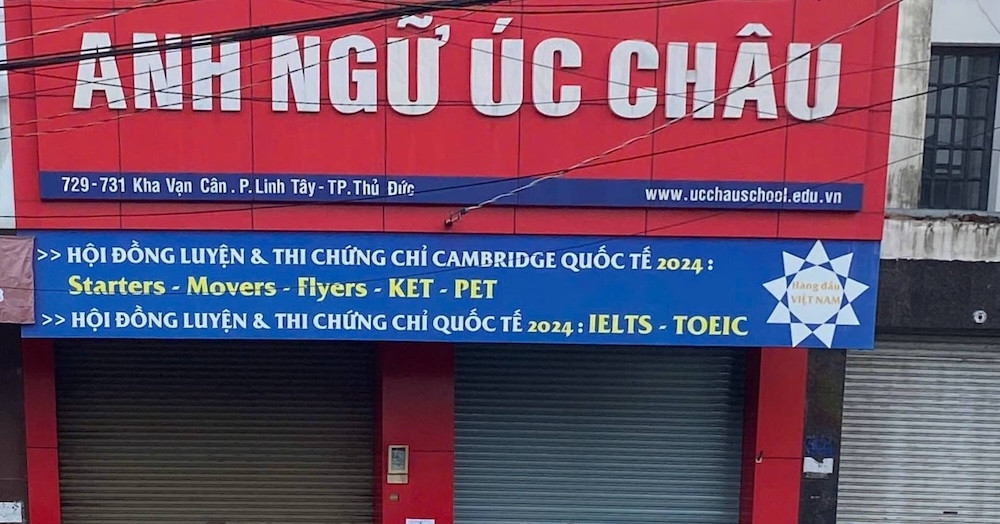 ANH NGỮ ÚC CHÂU
729-731 Kha Vạn Cân . P. Linh Tây - TP. Thủ Đức
www.ucchauschool.edu.vn
>> HỘI ĐỒNG LUYỆN & THI CHỨNG CHỈ CAMBRIDGE QUỐC TẾ 2024 :
Starters - Movers - Flyers - KET - PET
>> HỘI ĐỒNG LUYỆN & THI CHỨNG CHỈ QUỐC TẾ 2024 : IELTS - TOEIC
Hàng đầu
VIỆT NAM